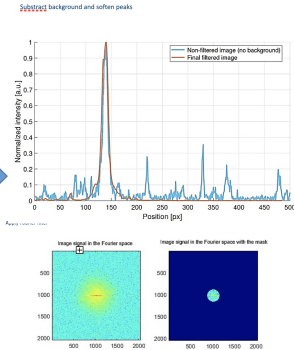 Substract background and soften peaks
Non-filtered image (no background)
Final filtered image
Normalised intensity [a.u.]
1
0.9
0.8
0.7
0.6
0.5
0.4
0.3
0.2
0.1
0
50 100 150 200 250 300 350 400 450 500
Position [px]
Image signal in the Fourier space
Image signal in the Fourier space with the mask
500
1000
1500
2000
500 1000 1500 2000
500
1000
1500
2000
500 1000 1500 2000